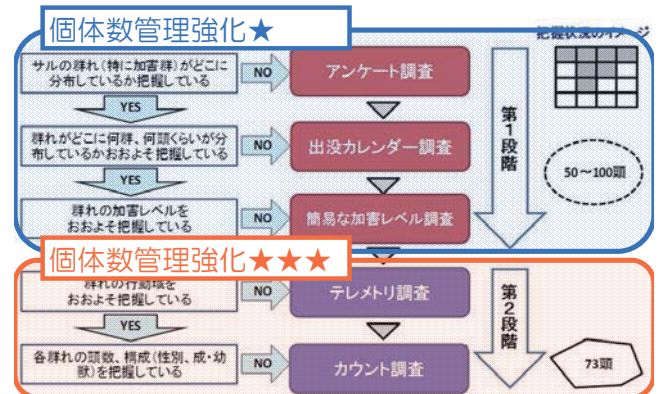 個体数管理強化★
把握状況のイメージ
サルの群れ(特に加害群)がどこに
分布しているか把握している
NO
アンケート調査
YES
群れがどこに何群、何頭くらいが分
布しているかおおよそ把握している
NO
出没カレンダー調査
第1段階
50～100頭
YES
群れの加害レベルを
おおよそ把握している
NO
簡易な加害レベル調査
個体数管理強化★★★
群れの行動域を
おおよそ把握している
NO
テレメトリ調査
第2段階
YES
各群れの頭数、構成(性別、成・幼
獣)を把握している
NO
カウント調査
73頭